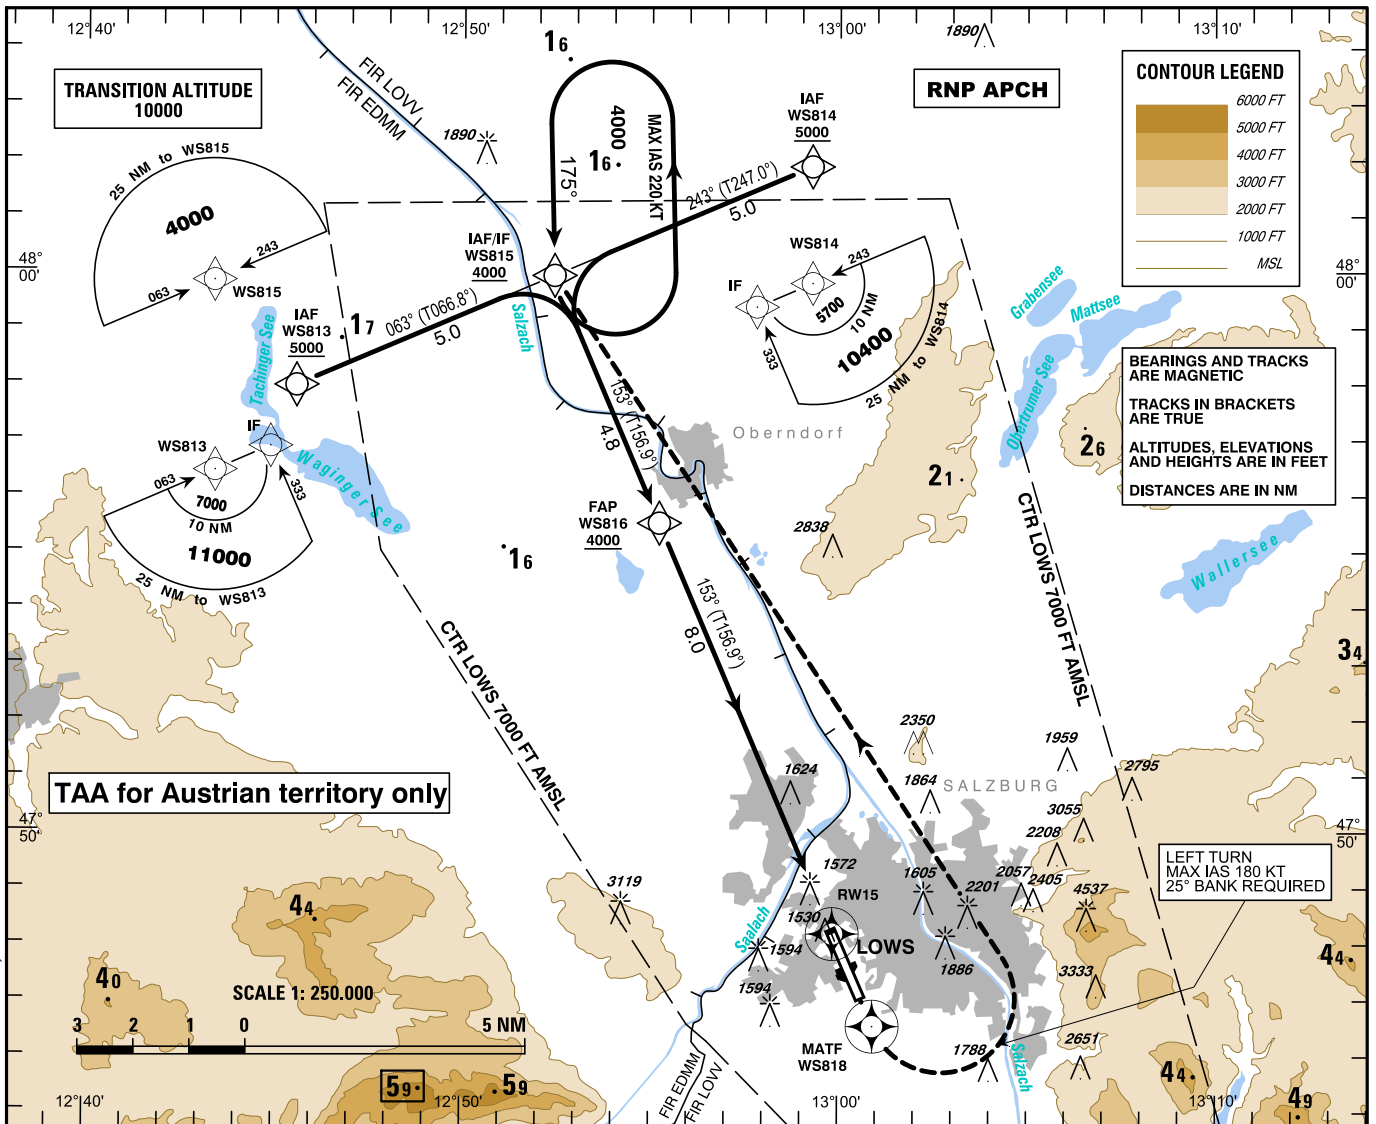 12°40'
12°50'
13°00'
13°10'
1890
FIR LOVV
FIR EDMM
TRANSITION ALTITUDE
10000
RNP APCH
CONTOUR LEGEND
6000 FT
5000 FT
4000 FT
3000 FT
2000 FT
1000 FT
MSL
16
4000
MAX IAS 220 KT
175°
16
IAF
WS814
5000
1890
25 NM to WS815
4000
243
063
WS815
243° (T247.0°)
5.0
IAF/IF
WS815
4000
48°
00'
48°
00'
WS814
243
IF
5700
10 NM
333
10400
25 NM to WS814
Grabensee
Mattsee
Obertrumer See
IAF
WS813
5000
17
063° (T066.8°)
5.0
Salzach
Tachinger See
BEARINGS AND TRACKS
ARE MAGNETIC
TRACKS IN BRACKETS
ARE TRUE
ALTITUDES, ELEVATIONS
AND HEIGHTS ARE IN FEET
DISTANCES ARE IN NM
153° (T156.9°)
4.8
Oberndorf
26
21
IF
WS813
063
333
7000
10 NM
11000
25 NM to WS813
Waginger See
FAP
WS816
4000
16
2838
CTR LOWS 7000 FT AMSL
Wallersee
153° (T156.9°)
8.0
CTR LOWS 7000 FT AMSL
34
2350
1959
2795
1624
1864
SALZBURG
TAA for Austrian territory only
3055
2208
47°
50'
47°
50'
LEFT TURN
MAX IAS 180 KT
25° BANK REQUIRED
1572
1605
2201
2057
2405
4537
3119
RW15
1530
LOWS
44
Saalach
1594
1886
44
40
SCALE 1: 250.000
1594
3333
3
2
1
0
5 NM
MATF
WS818
1788
Salzach
2651
44
59
59
FIR EDMM
FIR LOVV
49
12°40'
12°50'
13°00'
13°10'